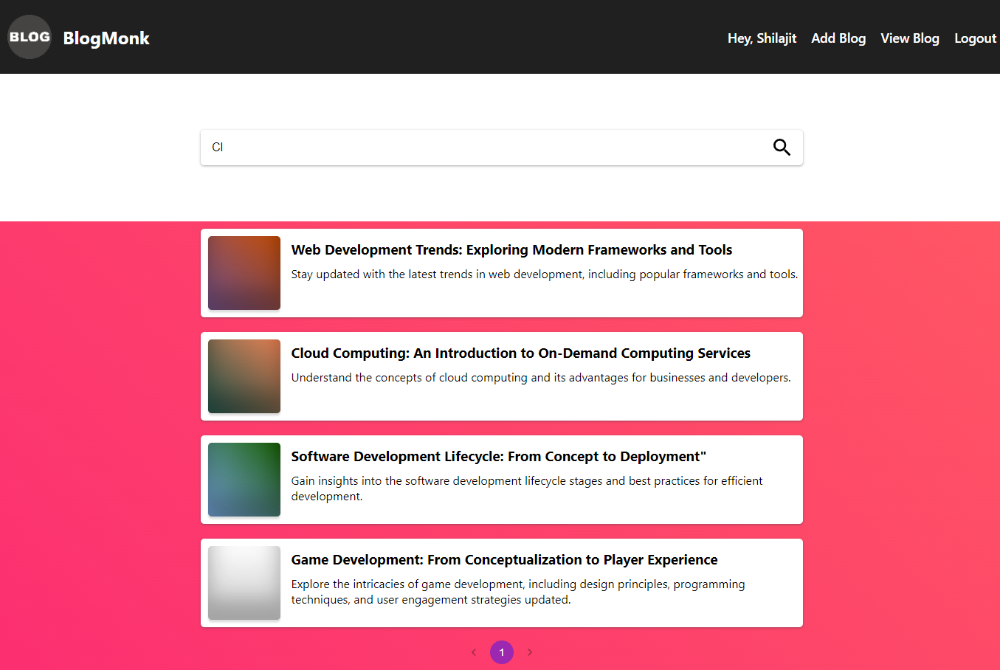 BLOG
BlogMonk
Hey, Shilajit
Add Blog
View Blog
Logout
Cl
Web Development Trends: Exploring Modern Frameworks and Tools
Stay updated with the latest trends in web development, including popular frameworks and tools.
Cloud Computing: An Introduction to On-Demand Computing Services
Understand the concepts of cloud computing and its advantages for businesses and developers.
Software Development Lifecycle: From Concept to Deployment"
Gain insights into the software development lifecycle stages and best practices for efficient
development.
Game Development: From Conceptualization to Player Experience
Explore the intricacies of game development, including design principles, programming
techniques, and user engagement strategies updated.
1